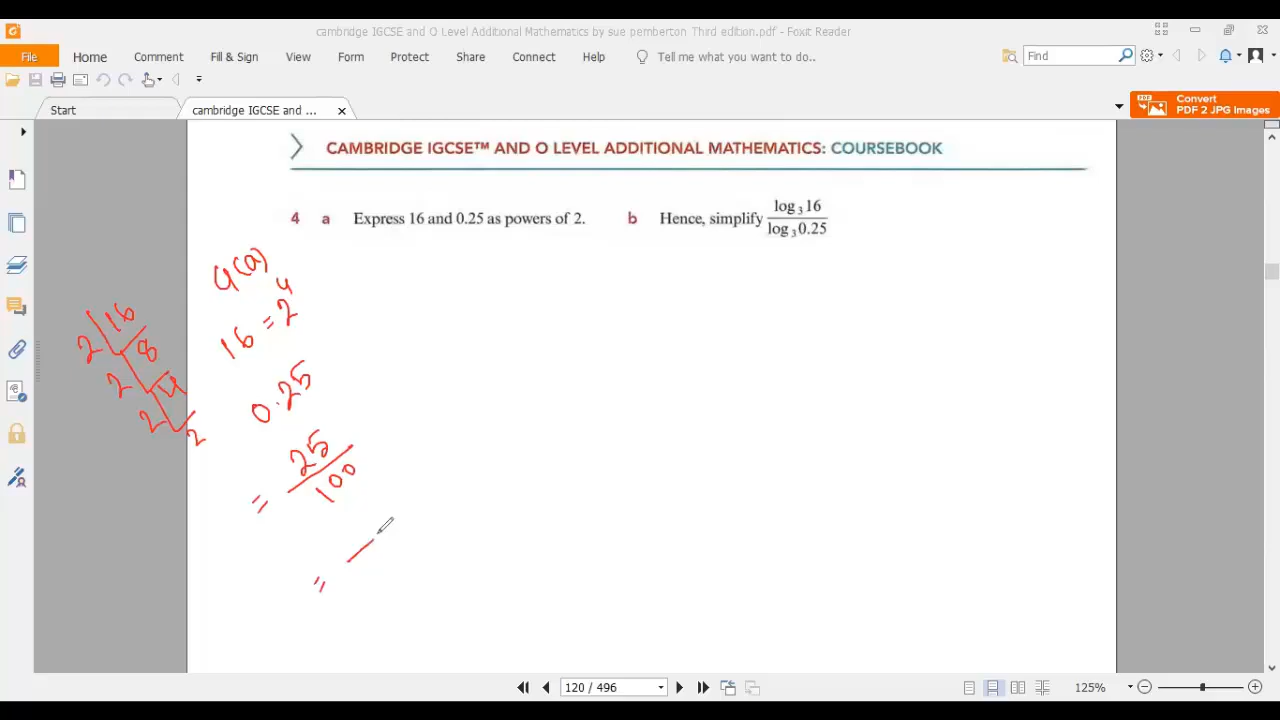 cambridge IGCSE and O Level Additional Mathematics by sue pemberton Third edition.pdf - Foxit Reader
File Home Comment Fill & Sign View Form Protect Share Connect Help Tell me what you want to do.. Find
Start cambridge IGCSE and ... Convert
PDF 2 JPG Images
CAMBRIDGE IGCSE™ AND O LEVEL ADDITIONAL MATHEMATICS: COURSEBOOK
4 a Express 16 and 0.25 as powers of 2. b Hence, simplify log₃ 16 / log₃ 0.25
4(a)
16 = 2⁴
2 16
2 8
2 4
2
0.25
= 25/100
=
120 / 496 125%